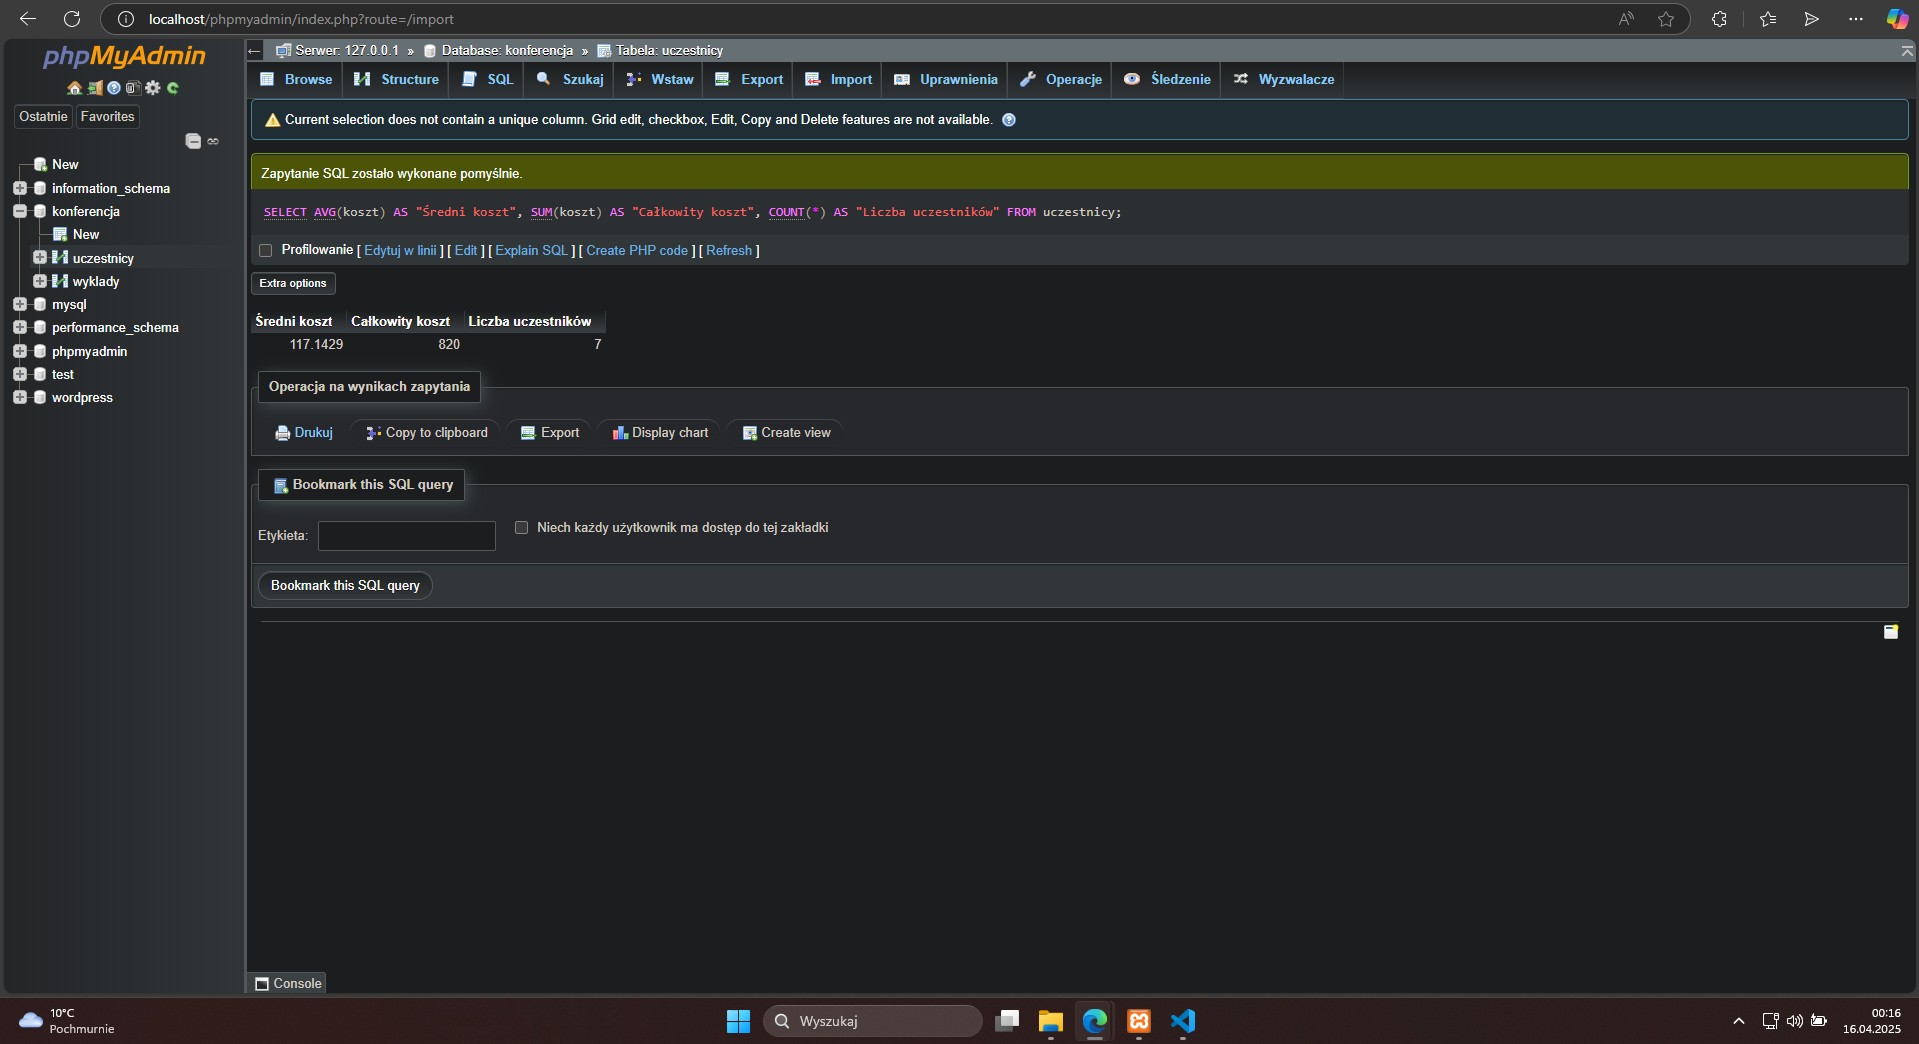 localhost/phpmyadmin/index.php?route=/import
phpMyAdmin
Ostatnie Favorites
New
information_schema
konferencja
New
uczestnicy
wyklady
mysql
performance_schema
phpmyadmin
test
wordpress
Serwer: 127.0.0.1 » Database: konferencja » Tabela: uczestnicy
Browse Structure SQL Szukaj Wstaw Export Import Uprawnienia Operacje Śledzenie Wyzwalacze
Current selection does not contain a unique column. Grid edit, checkbox, Edit, Copy and Delete features are not available.
Zapytanie SQL zostało wykonane pomyślnie.
SELECT AVG(koszt) AS "Średni koszt", SUM(koszt) AS "Całkowity koszt", COUNT(*) AS "Liczba uczestników" FROM uczestnicy;
Profilowanie [ Edytuj w linii ] [ Edit ] [ Explain SQL ] [ Create PHP code ] [ Refresh ]
Extra options
Średni koszt Całkowity koszt Liczba uczestników
117.1429 820 7
Operacja na wynikach zapytania
Drukuj Copy to clipboard Export Display chart Create view
Bookmark this SQL query
Etykieta: Niech każdy użytkownik ma dostęp do tej zakładki
Bookmark this SQL query
Console
10°C
Pochmurnie
Wyszukaj
00:16
16.04.2025